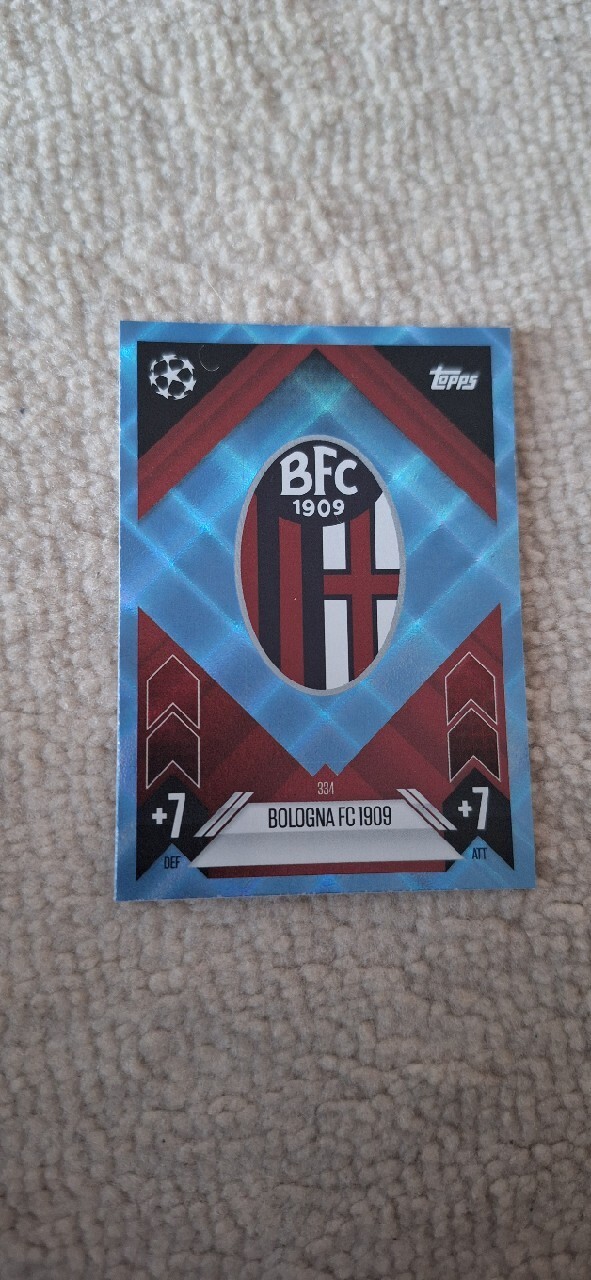 Topps
BFC
1909
334
BOLOGNA FC 1909
+7
DEF
+7
ATT